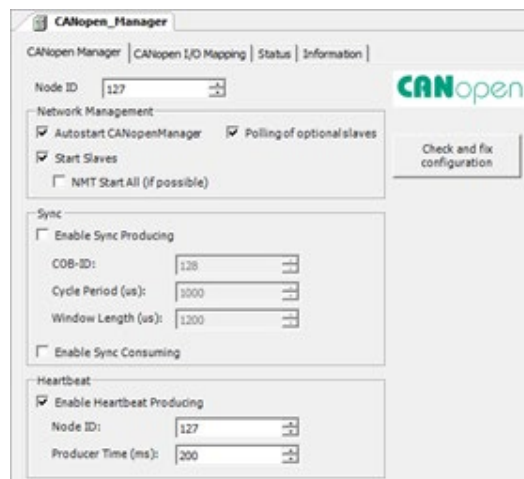 CANopen_Manager
CANopen Manager CANopen I/O Mapping Status Information
Node ID 127
CANopen
Network Management
Autostart CANopenManager Polling of optional slaves
Check and fix
configuration
Start Slaves
NMT Start All (if possible)
Sync
Enable Sync Producing
COB-ID: 128
Cycle Period (us): 1000
Window Length (us): 1200
Enable Sync Consuming
Heartbeat
Enable Heartbeat Producing
Node ID: 127
Producer Time (ms): 200